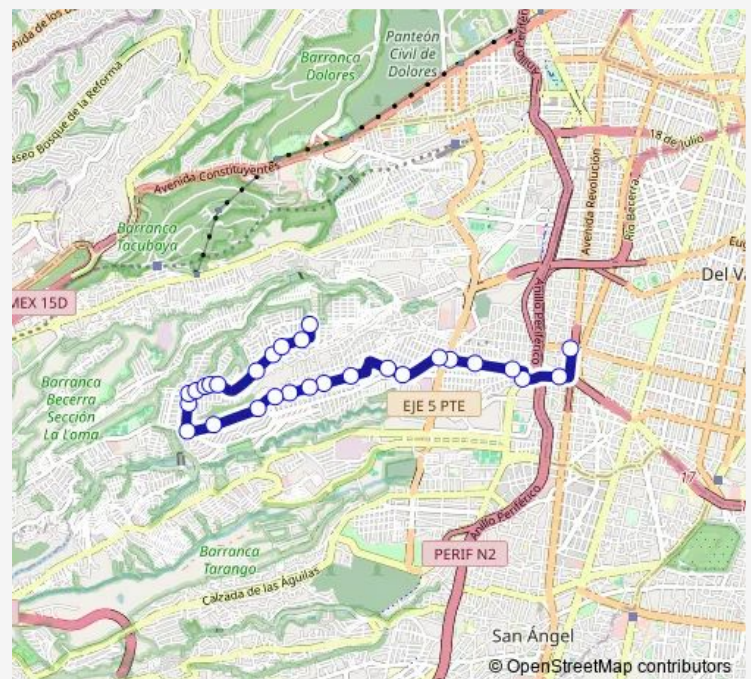 Panteón
Civil de
Dolores
Barranca
Dolores
aseo Bosque de la Reforma
18 de Julio
Avenida Constituyentes
Avenida Revolución
Río Becerra
Barranca
Tacubaya
Del V
MEX 15D
Anillo Periférico
Barranca
Becerra
Sección
La Loma
EJE 5 PTE
17
Anillo Periférico
PERIF N2
Barranca
Tarango
Calzada de las Águilas
San Ángel
© OpenStreetMap contributors